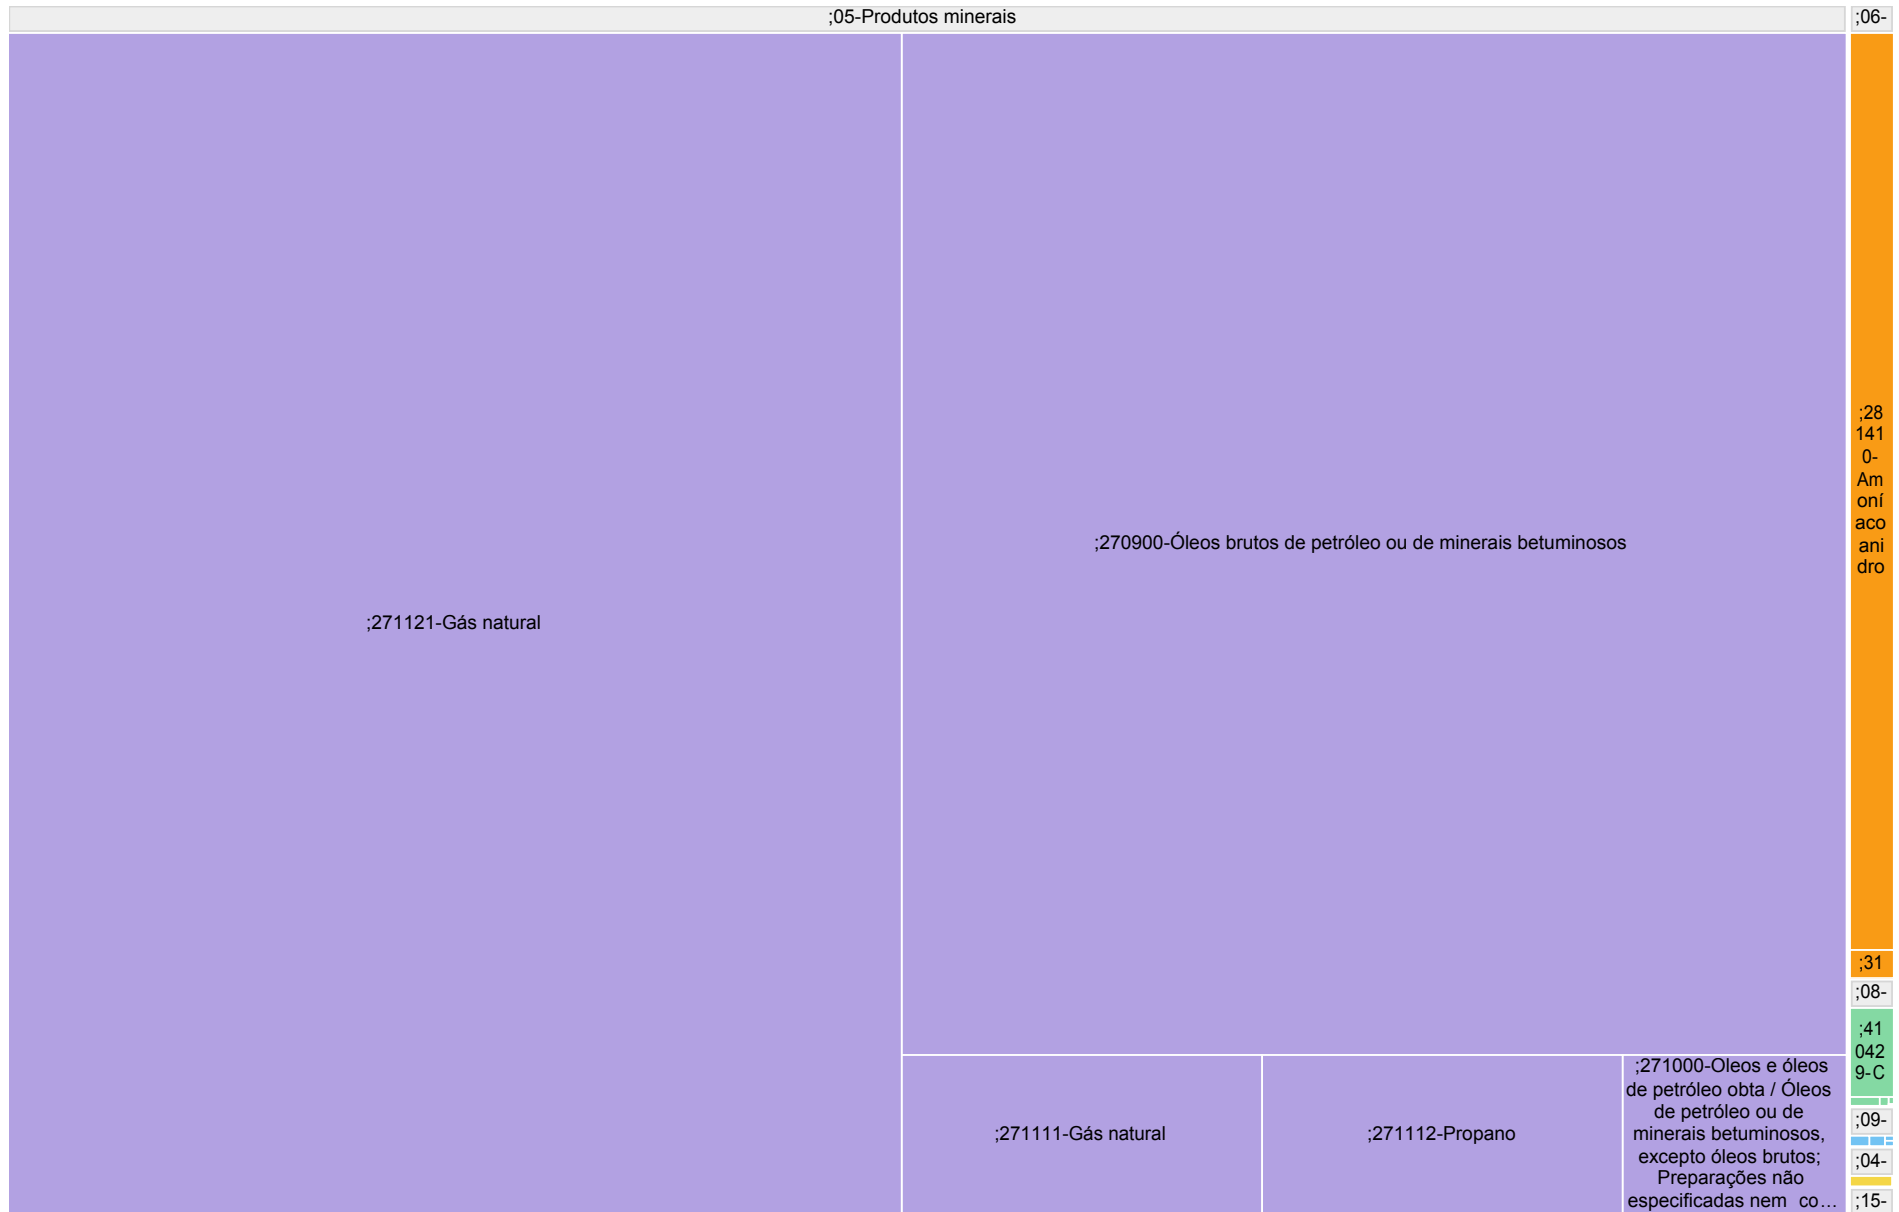 ;05-Produtos minerais
;06-
;271121-Gás natural
;270900-Óleos brutos de petróleo ou de minerais betuminosos
;271111-Gás natural
;271112-Propano
;271000-Oleos e óleos
de petróleo obta / Óleos
de petróleo ou de
minerais betuminosos,
excepto óleos brutos;
Preparações não
especificadas nem co…
;28
141
0-
Am
oní
aco
ani
dro
;31
;08-
;41
042
9-C
;09-
;04-
;15-